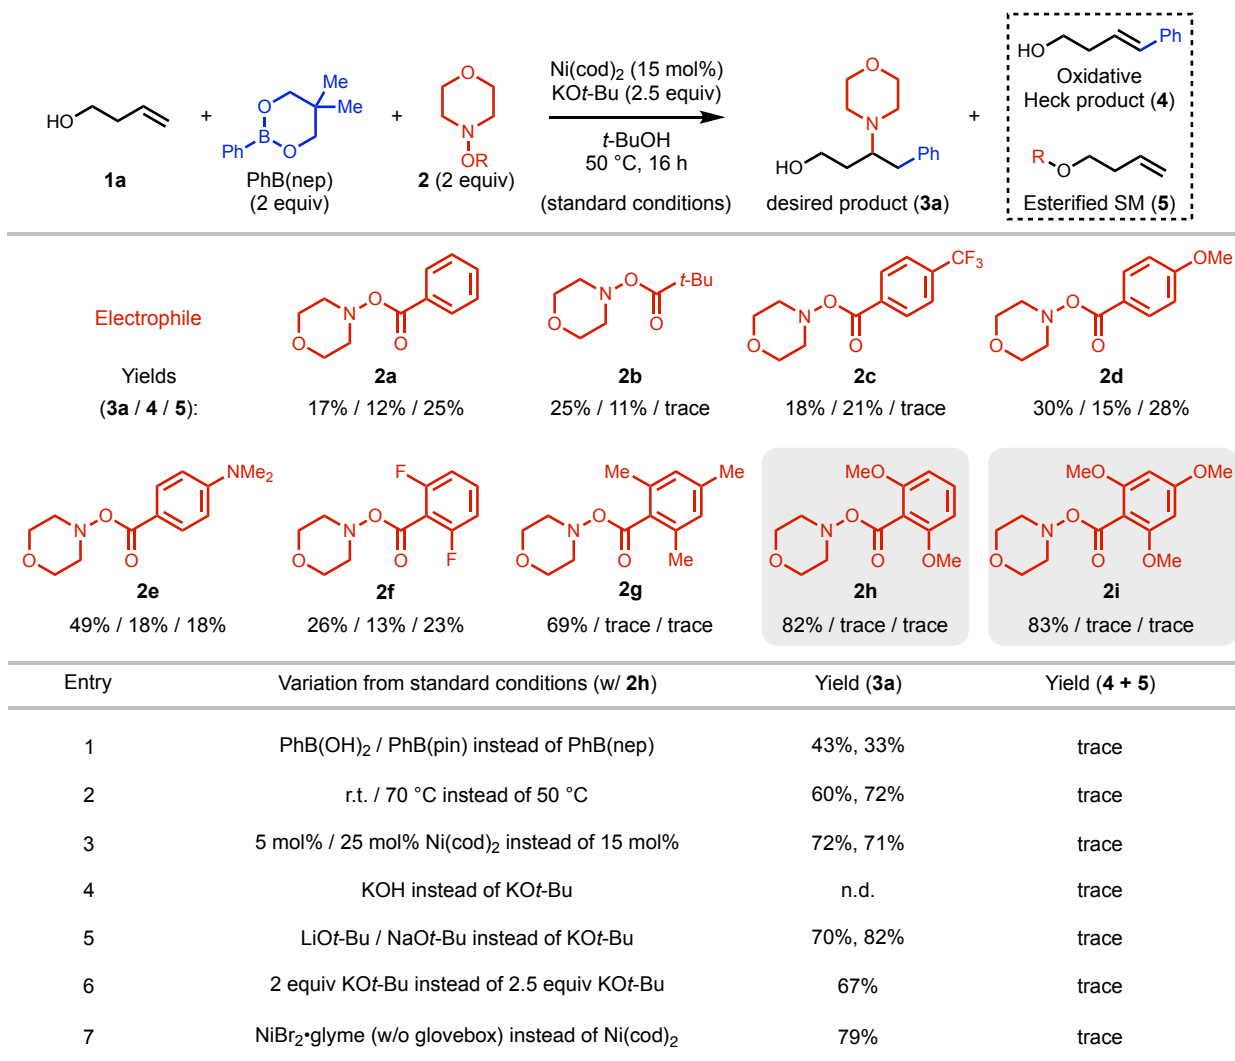 HO
1a
+
Ph
B
O
O
Me
Me
PhB(nep)
(2 equiv)
+
O
N
OR
2 (2 equiv)
Ni(cod)2 (15 mol%)
KOt-Bu (2.5 equiv)
t-BuOH
50 °C, 16 h
(standard conditions)
O
N
HO
Ph
desired product (3a)
+
HO
Ph
Oxidative
Heck product (4)
R
O
Esterified SM (5)
Electrophile
Yields
(3a / 4 / 5):
O
N
O
O
2a
17% / 12% / 25%
O
N
O
t-Bu
O
2b
25% / 11% / trace
O
N
O
O
CF3
2c
18% / 21% / trace
O
N
O
O
OMe
2d
30% / 15% / 28%
O
N
O
O
NMe2
2e
49% / 18% / 18%
O
N
O
O
F
F
2f
26% / 13% / 23%
O
N
O
O
Me
Me
Me
2g
69% / trace / trace
O
N
O
O
MeO
OMe
2h
82% / trace / trace
O
N
O
O
MeO
OMe
OMe
2i
83% / trace / trace
Entry Variation from standard conditions (w/ 2h) Yield (3a) Yield (4 + 5)
1 PhB(OH)2 / PhB(pin) instead of PhB(nep) 43%, 33% trace
2 r.t. / 70 °C instead of 50 °C 60%, 72% trace
3 5 mol% / 25 mol% Ni(cod)2 instead of 15 mol% 72%, 71% trace
4 KOH instead of KOt-Bu n.d. trace
5 LiOt-Bu / NaOt-Bu instead of KOt-Bu 70%, 82% trace
6 2 equiv KOt-Bu instead of 2.5 equiv KOt-Bu 67% trace
7 NiBr2•glyme (w/o glovebox) instead of Ni(cod)2 79% trace